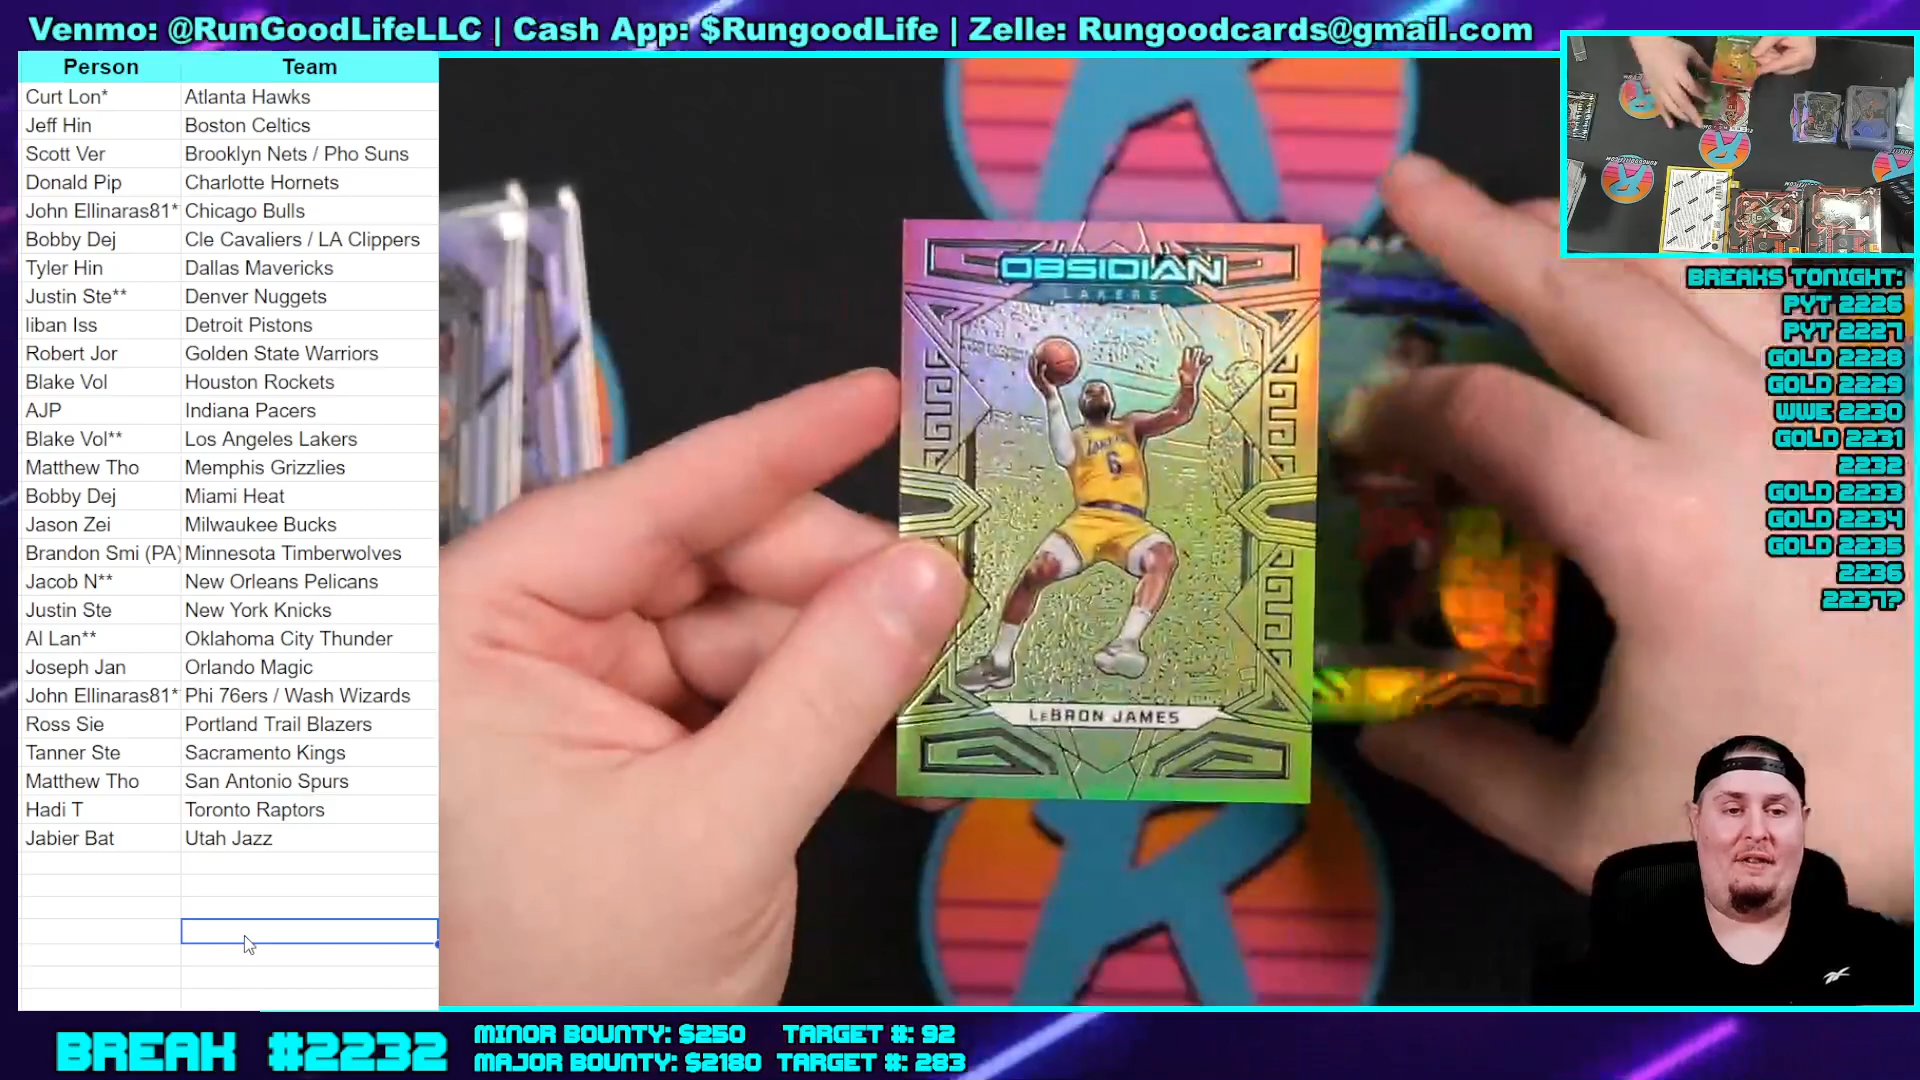 Venmo: @RunGoodLifeLLC | Cash App: $RungoodLife | Zelle: Rungoodcards@gmail.com
Person Team
Curt Lon* Atlanta Hawks
Jeff Hin Boston Celtics
Scott Ver Brooklyn Nets / Pho Suns
Donald Pip Charlotte Hornets
John Ellinaras81* Chicago Bulls
Bobby Dej Cle Cavaliers / LA Clippers
Tyler Hin Dallas Mavericks
Justin Ste** Denver Nuggets
liban Iss Detroit Pistons
Robert Jor Golden State Warriors
Blake Vol Houston Rockets
AJP Indiana Pacers
Blake Vol** Los Angeles Lakers
Matthew Tho Memphis Grizzlies
Bobby Dej Miami Heat
Jason Zei Milwaukee Bucks
Brandon Smi (PA) Minnesota Timberwolves
Jacob N** New Orleans Pelicans
Justin Ste New York Knicks
Al Lan** Oklahoma City Thunder
Joseph Jan Orlando Magic
John Ellinaras81* Phi 76ers / Wash Wizards
Ross Sie Portland Trail Blazers
Tanner Ste Sacramento Kings
Matthew Tho San Antonio Spurs
Hadi T Toronto Raptors
Jabier Bat Utah Jazz
OBSIDIAN
LAKERS
LAKERS
6
LeBRON JAMES
BREAKS TONIGHT:
PYT 2226
PYT 2227
GOLD 2228
GOLD 2229
WWE 2230
GOLD 2231
2232
GOLD 2233
GOLD 2234
GOLD 2235
2236
2237?
BREAK #2232
MINOR BOUNTY: $250 TARGET #: 92
MAJOR BOUNTY: $2180 TARGET #: 283